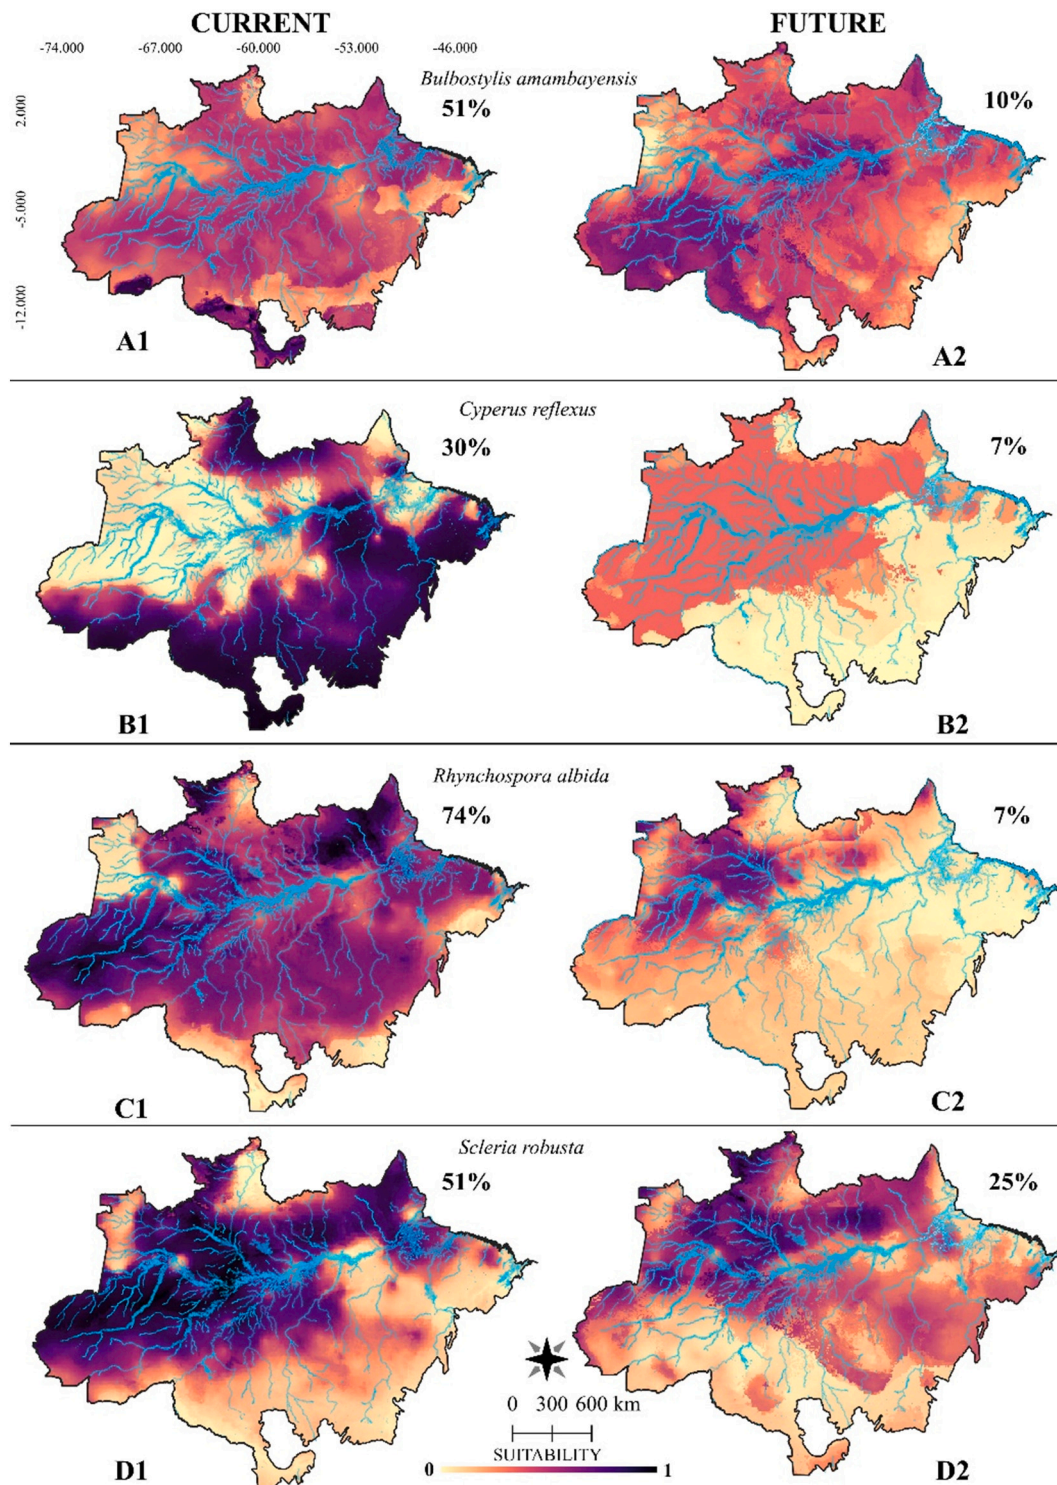 CURRENT
FUTURE
-74.000 -67.000 -60.000 -53.000 -46.000
2.000
-5.000
-12.000
Bulbostylis amambayensis
51%
10%
A1
A2
Cyperus reflexus
30%
7%
B1
B2
Rhynchospora albida
74%
7%
C1
C2
Scleria robusta
51%
25%
0 300 600 km
SUITABILITY
0 1
D1
D2